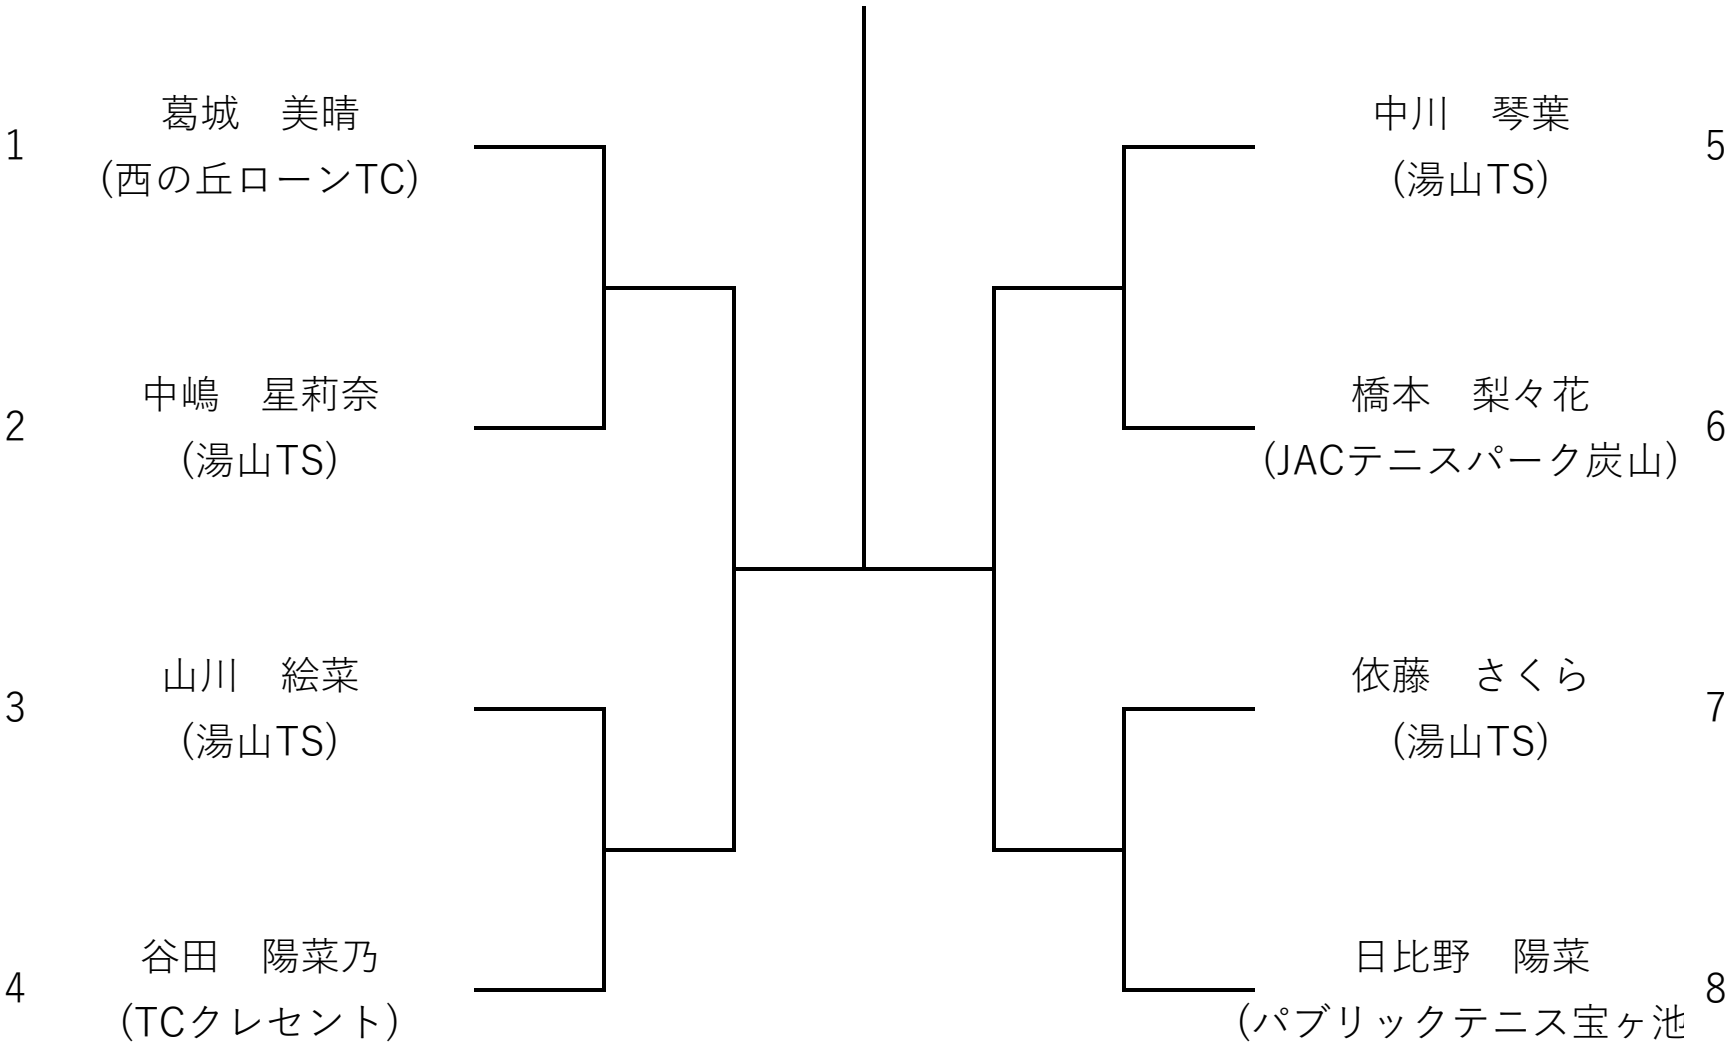 1
葛城　美晴
(西の丘ローンTC)
2
中嶋　星莉奈
(湯山TS)
3
山川　絵菜
(湯山TS)
4
谷田　陽菜乃
(TCクレセント)
中川　琴葉
(湯山TS)
5
橋本　梨々花
(JACテニスパーク炭山)
6
依藤　さくら
(湯山TS)
7
日比野　陽菜
(パブリックテニス宝ヶ池
8